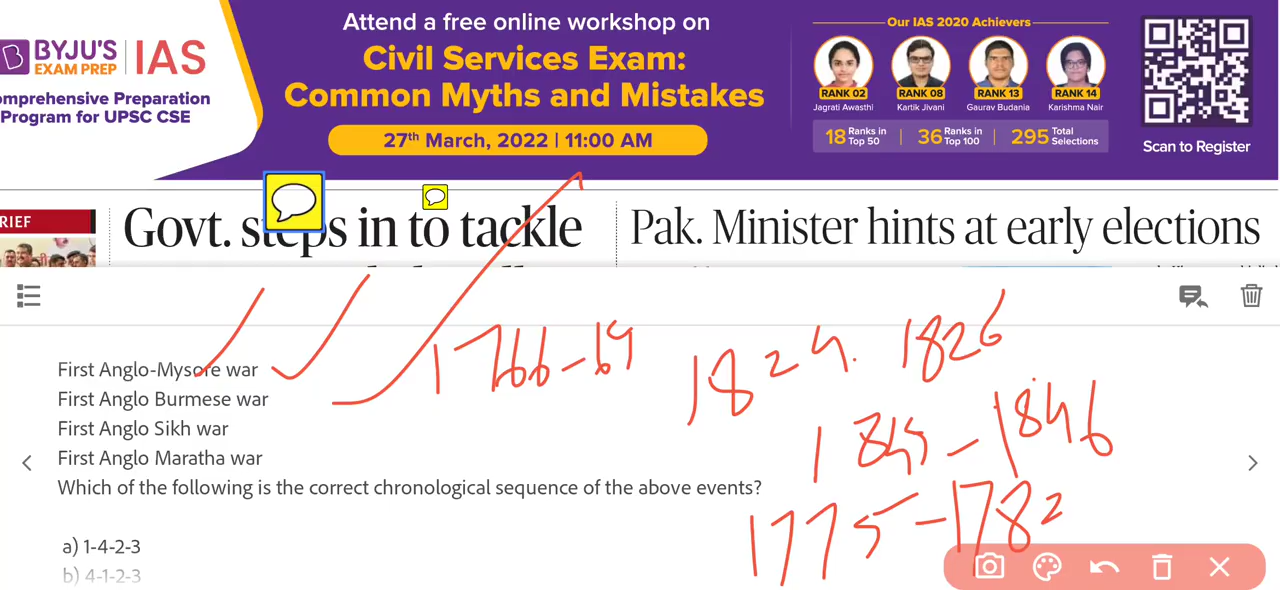 Attend a free online workshop on
Civil Services Exam:
Common Myths and Mistakes
27th March, 2022 | 11:00 AM
BYJU'S
EXAM PREP
IAS
omprehensive Preparation
Program for UPSC CSE
Our IAS 2020 Achievers
RANK 02 RANK 08 RANK 13 RANK 14
Jagrati Awasthi Kartik Jivani Gaurav Budania Karishma Nair
18 Ranks in Top 50 | 36 Ranks in Top 100 | 295 Total Selections
Scan to Register
RIEF
Govt. steps in to tackle
Pak. Minister hints at early elections
1766-69
1824. 1826
1845-1846
1775-1782
First Anglo-Mysore war
First Anglo Burmese war
First Anglo Sikh war
First Anglo Maratha war
Which of the following is the correct chronological sequence of the above events?
a) 1-4-2-3
b) 4-1-2-3